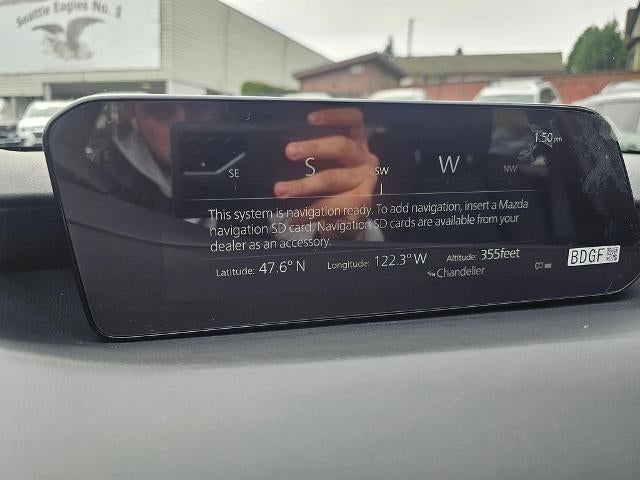 Seattle Eagles No. 1
1:50 pm
SE S SW W NW
This system is navigation ready. To add navigation, insert a Mazda
navigation SD card. Navigation SD cards are available from your
dealer as an accessory.
Latitude: 47.6° N Longitude: 122.3° W Altitude: 355feet
Chandelier
BDGF